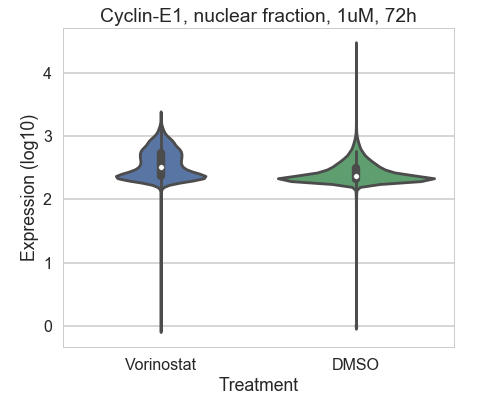 Cyclin-E1, nuclear fraction, 1uM, 72h
Expression (log10)
4
3
2
1
0
Vorinostat
DMSO
Treatment